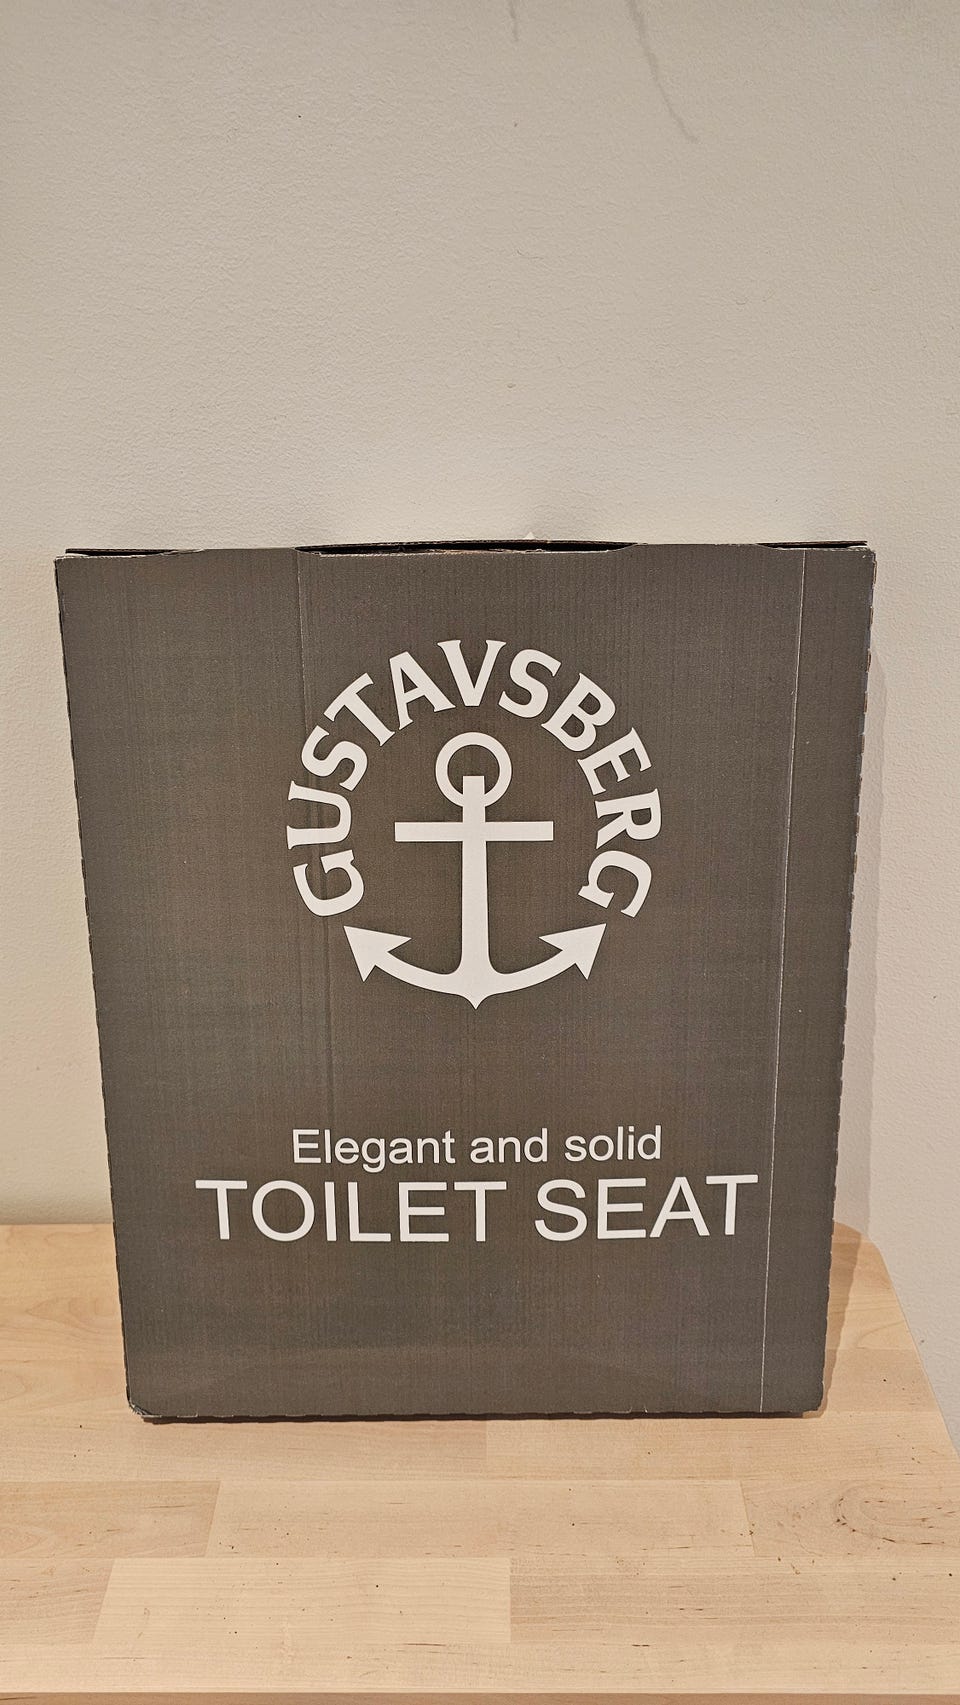 GUSTAVSBERG
Elegant and solid
TOILET SEAT